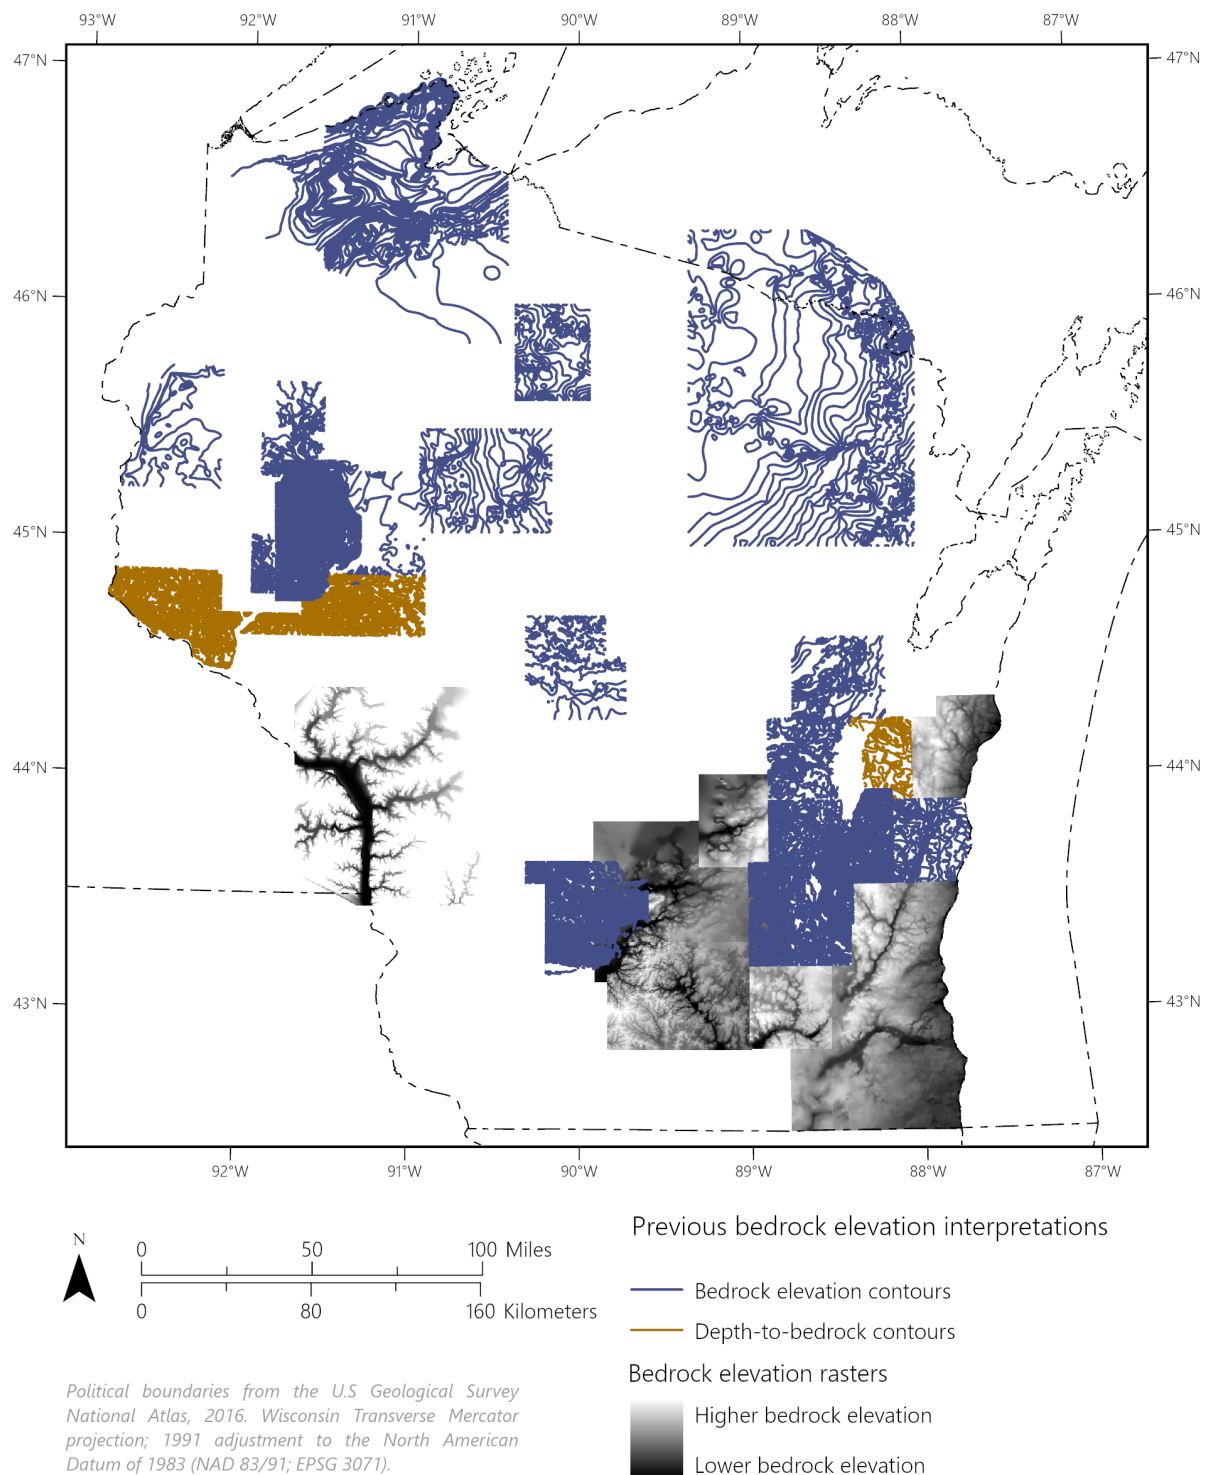 93°W 92°W 91°W 90°W 89°W 88°W 87°W
47°N 47°N
46°N 46°N
45°N 45°N
44°N 44°N
43°N 43°N
92°W 91°W 90°W 89°W 88°W 87°W
Previous bedrock elevation interpretations
N
0 50 100 Miles
0 80 160 Kilometers
Bedrock elevation contours
Depth-to-bedrock contours
Bedrock elevation rasters
Higher bedrock elevation
Lower bedrock elevation
Political boundaries from the U.S Geological Survey
National Atlas, 2016. Wisconsin Transverse Mercator
projection; 1991 adjustment to the North American
Datum of 1983 (NAD 83/91; EPSG 3071).